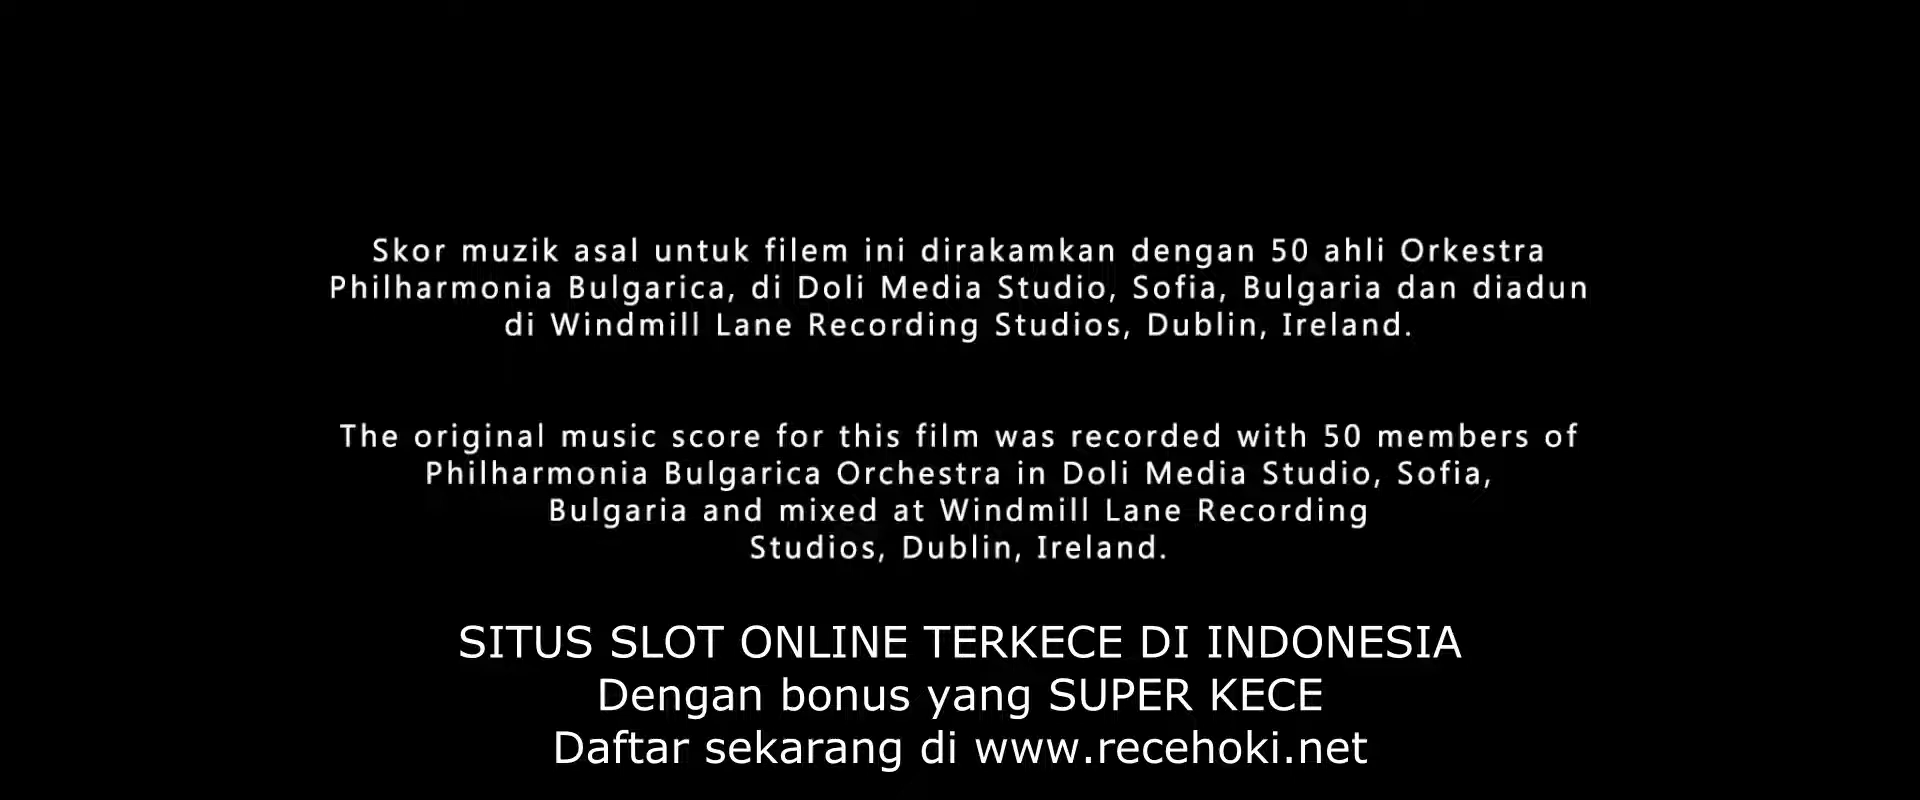 Skor muzik asal untuk filem ini dirakamkan dengan 50 ahli Orkestra
Philharmonia Bulgarica, di Doli Media Studio, Sofia, Bulgaria dan diadun
di Windmill Lane Recording Studios, Dublin, Ireland.
The original music score for this film was recorded with 50 members of
Philharmonia Bulgarica Orchestra in Doli Media Studio, Sofia,
Bulgaria and mixed at Windmill Lane Recording
Studios, Dublin, Ireland.
SITUS SLOT ONLINE TERKECE DI INDONESIA
Dengan bonus yang SUPER KECE
Daftar sekarang di www.recehoki.net